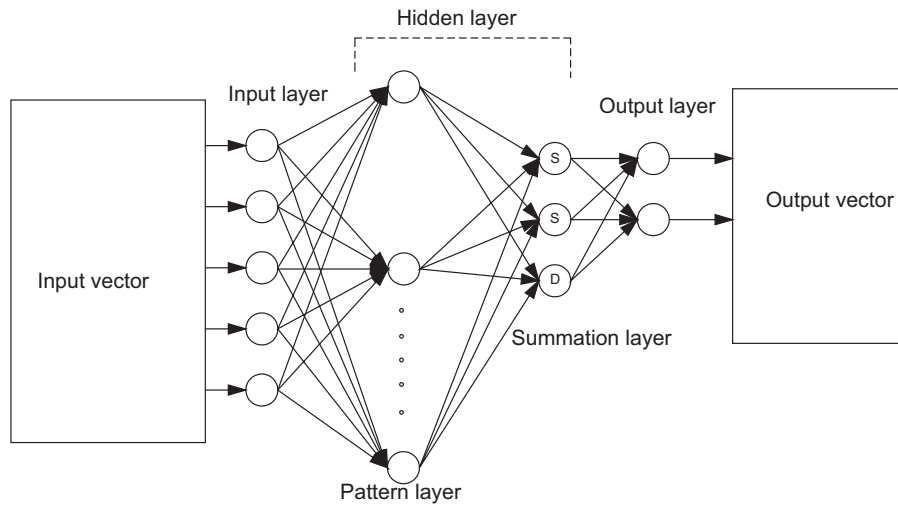 Hidden layer
Input layer
Output layer
S
S
D
Input vector
Output vector
Summation layer
Pattern layer